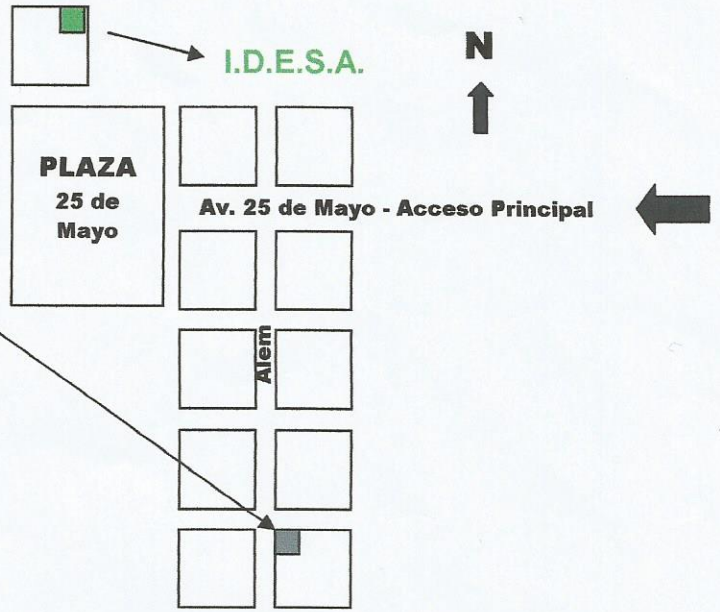 I.D.E.S.A.
N
PLAZA
25 de
Mayo
Av. 25 de Mayo - Acceso Principal
Alem